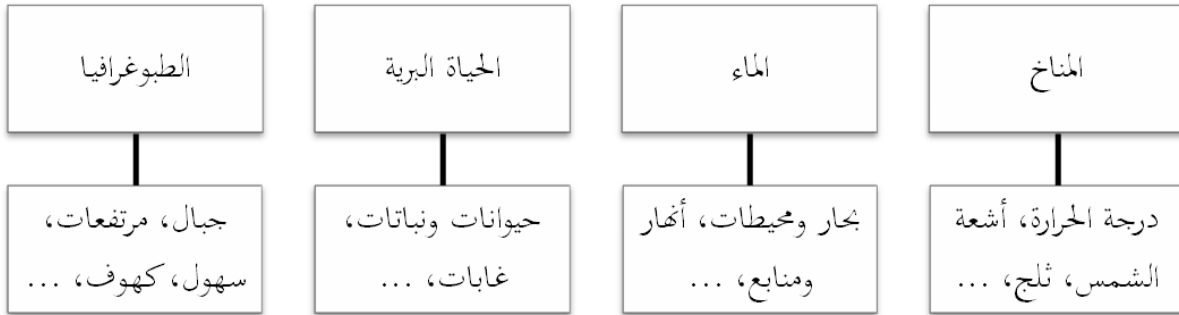 المناخ
الماء
الحياة البرية
الطبوغرافيا
درجة الحرارة، أشعة
الشمس، ثلج، ...
بحار ومحيطات، أنهار
ومنابع، ...
حيوانات ونباتات،
غابات، ...
جبال، مرتفعات،
سهول، كهوف، ...